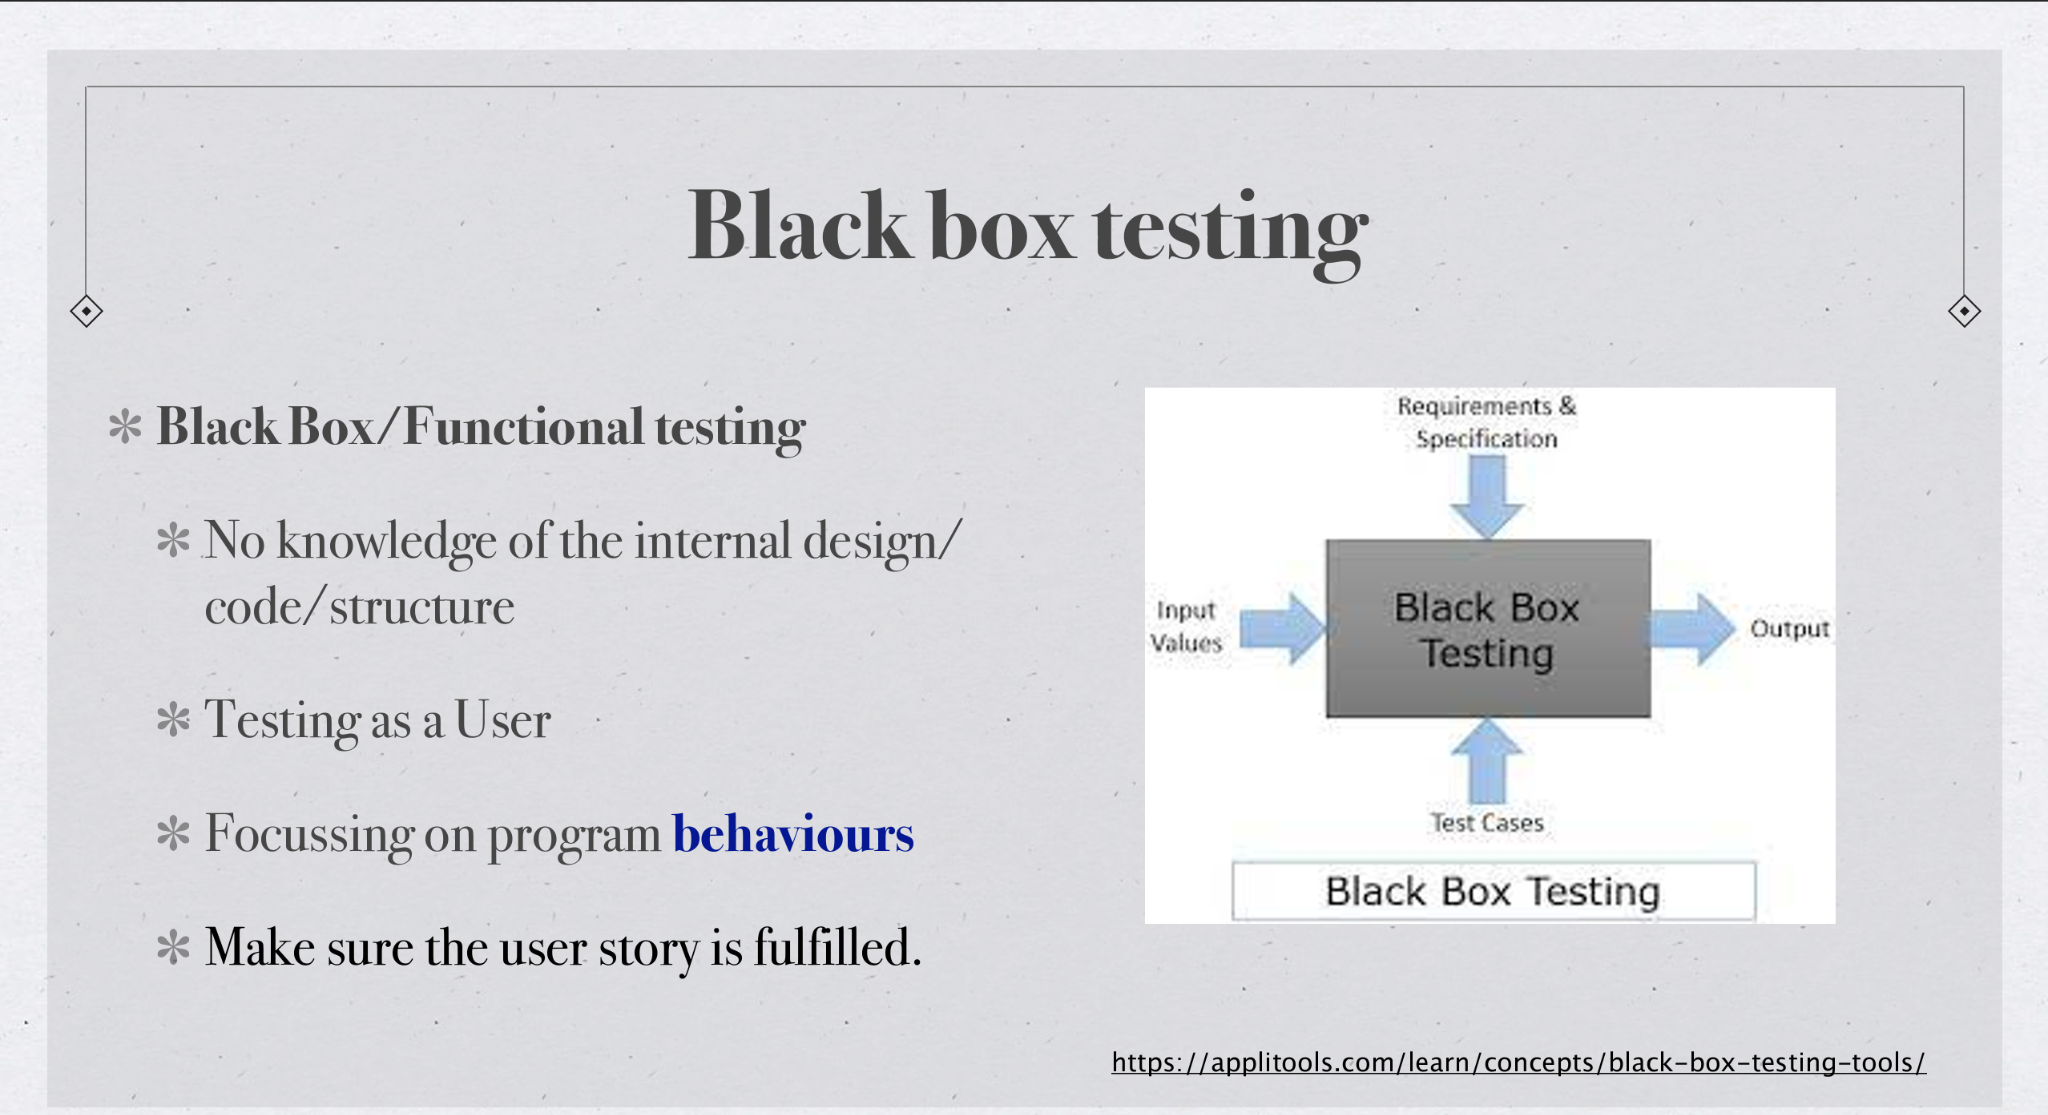 Black box testing
Black Box/Functional testing
No knowledge of the internal design/
code/structure
Testing as a User
Focussing on program behaviours
Make sure the user story is fulfilled.
Requirements &
Specification
Input
Values
Black Box
Testing
Output
Test Cases
Black Box Testing
https://applitools.com/learn/concepts/black-box-testing-tools/